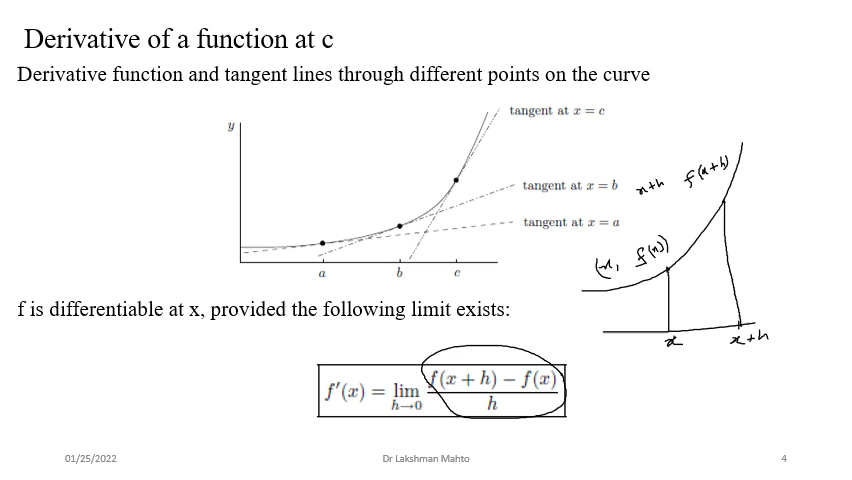 Derivative of a function at c
Derivative function and tangent lines through different points on the curve
y
tangent at x = c
tangent at x = b
tangent at x = a
a b c
x+h f(x+h)
(x, f(x))
x x+h
f is differentiable at x, provided the following limit exists:
f′(x) = lim h→0 f(x + h) − f(x) / h
01/25/2022 Dr Lakshman Mahto 4